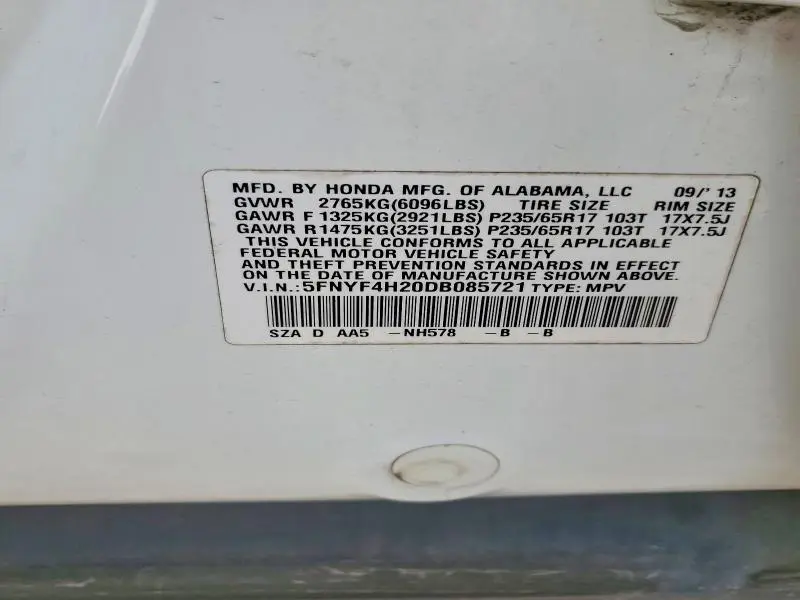 MFD. BY HONDA MFG. OF ALABAMA, LLC 09/'13
GVWR 2765KG(6096LBS) TIRE SIZE RIM SIZE
GAWR F 1325KG(2921LBS) P235/65R17 103T 17X7.5J
GAWR R1475KG(3251LBS) P235/65R17 103T 17X7.5J
THIS VEHICLE CONFORMS TO ALL APPLICABLE
FEDERAL MOTOR VEHICLE SAFETY
AND THEFT PREVENTION STANDARDS IN EFFECT
ON THE DATE OF MANUFACTURE SHOWN ABOVE.
V.I.N.:5FNYF4H20DB085721 TYPE: MPV
SZA D AA5 -NH578 -B -B